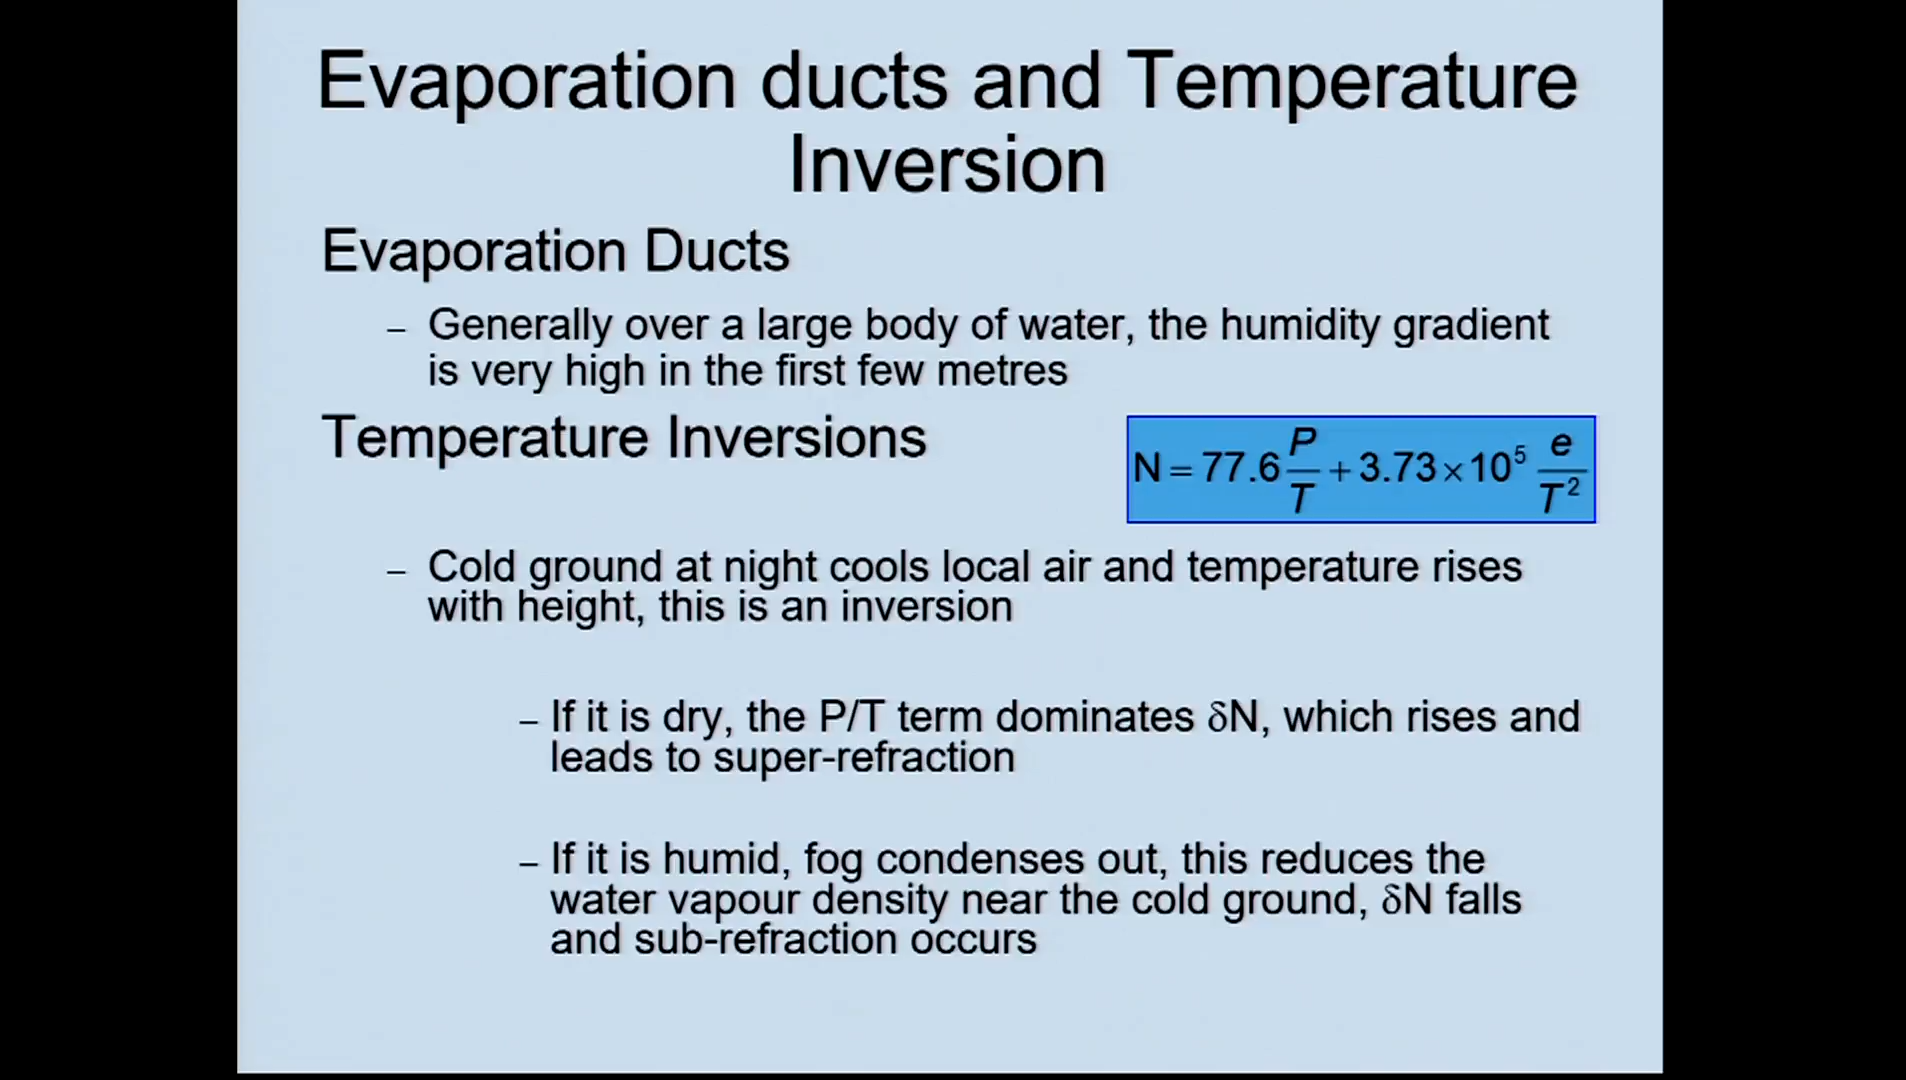 Evaporation ducts and Temperature
Inversion
Evaporation Ducts
– Generally over a large body of water, the humidity gradient
is very high in the first few metres
Temperature Inversions
N = 77.6 P/T + 3.73×10⁵ e/T²
– Cold ground at night cools local air and temperature rises
with height, this is an inversion
– If it is dry, the P/T term dominates δN, which rises and
leads to super-refraction
– If it is humid, fog condenses out, this reduces the
water vapour density near the cold ground, δN falls
and sub-refraction occurs